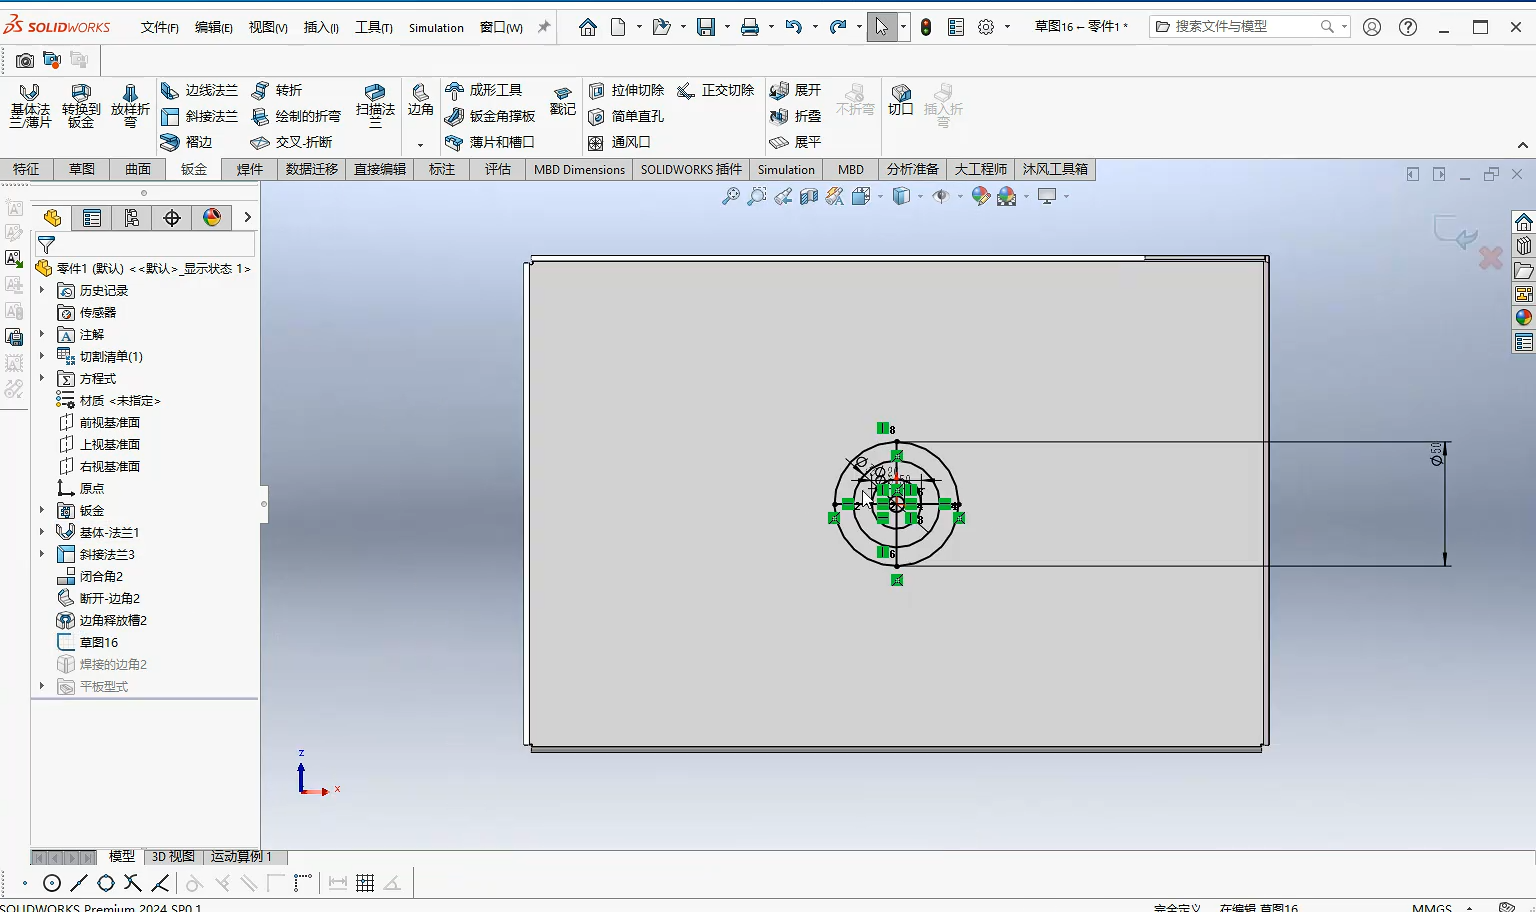 SOLIDWORKS 文件(F) 编辑(E) 视图(V) 插入(I) 工具(T) Simulation 窗口(W) 草图16 ← 零件1 * 搜索文件与模型
基体法兰/薄片 转换到钣金 放样折弯 边线法兰 斜接法兰 褶边 转折 绘制的折弯 交叉-折断 扫描法兰 边角 成形工具 钣金角撑板 薄片和槽口 戳记 拉伸切除 简单直孔 通风口 正交切除 展开 折叠 展平 不折弯 切口 插入折弯
特征 草图 曲面 钣金 焊件 数据迁移 直接编辑 标注 评估 MBD Dimensions SOLIDWORKS 插件 Simulation MBD 分析准备 大工程师 沐风工具箱
零件1 (默认) <<默认>_显示状态 1>
历史记录
传感器
注解
切割清单(1)
方程式
材质 <未指定>
前视基准面
上视基准面
右视基准面
原点
钣金
基体-法兰1
斜接法兰3
闭合角2
断开-边角2
边角释放槽2
草图16
焊接的边角2
平板型式
8
6
⌀50
z
x
模型 3D 视图 运动算例 1
SOLIDWORKS Premium 2024 SP0.1 完全定义 在编辑 草图16 MMGS